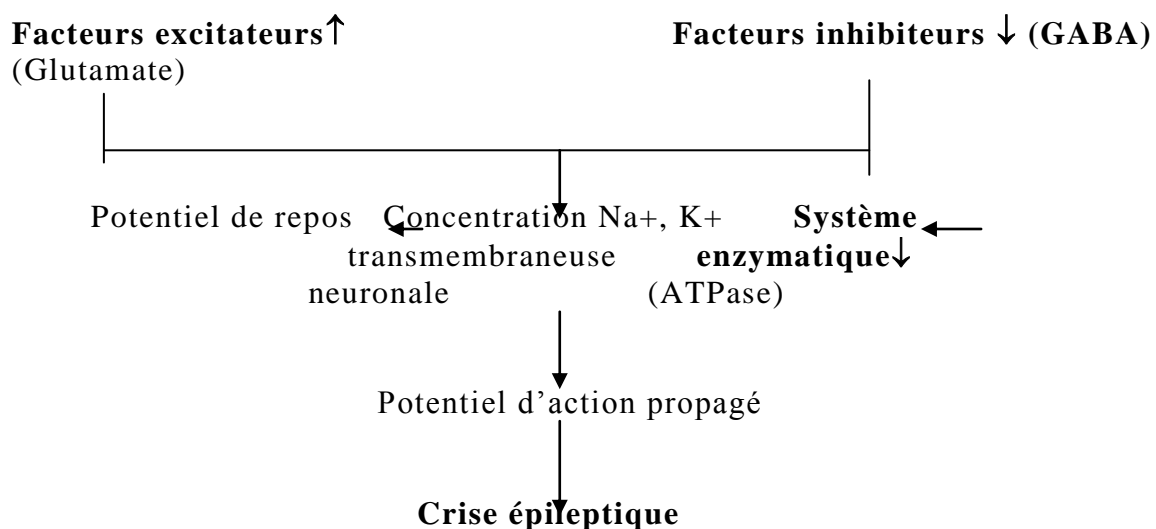 Facteurs excitateurs↑ Facteurs inhibiteurs ↓ (GABA)
(Glutamate)
Potentiel de repos Concentration Na+, K+ Système
transmembraneuse enzymatique↓
neuronale (ATPase)
Potentiel d’action propagé
Crise épileptique